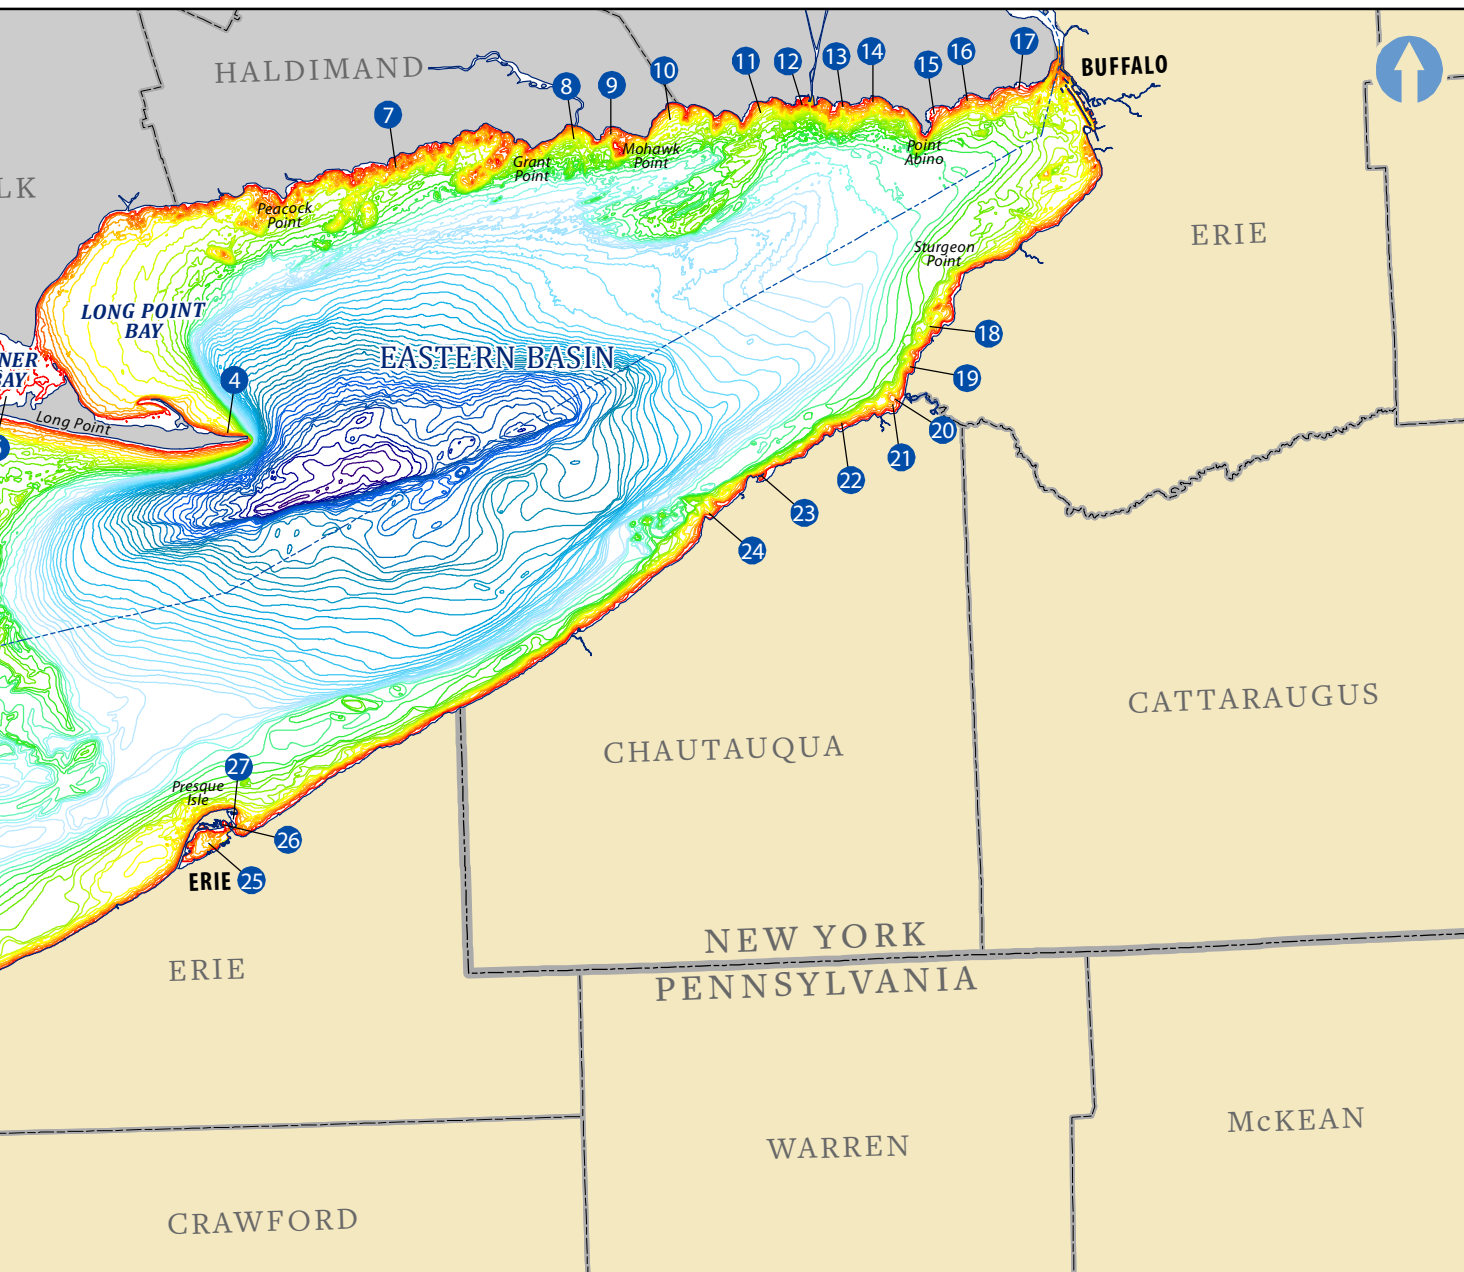 HALDIMAND
BUFFALO
17
16
14
13
12
11
10
15
9
8
7
LK
Mohawk
Point
Grant
Point
Point
Abino
Peacock
Point
ERIE
Sturgeon
Point
LONG POINT
BAY
18
EASTERN BASIN
NER
BAY
4
19
Long Point
20
21
22
23
24
CATTARAUGUS
CHAUTAUQUA
27
Presque
Isle
26
ERIE
25
NEW YORK
ERIE
PENNSYLVANIA
McKEAN
WARREN
CRAWFORD